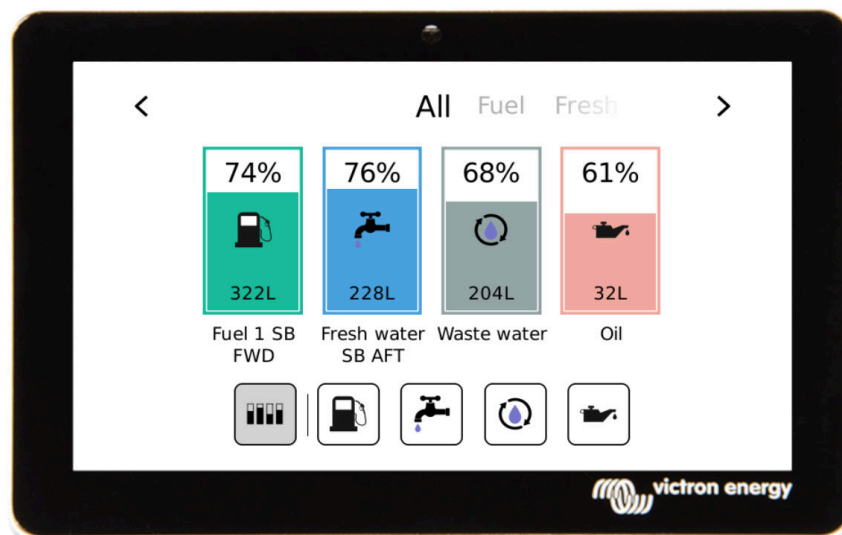 All Fuel Fresh
74% 76% 68% 61%
322L 228L 204L 32L
Fuel 1 SB FWD
Fresh water SB AFT
Waste water
Oil
victron energy